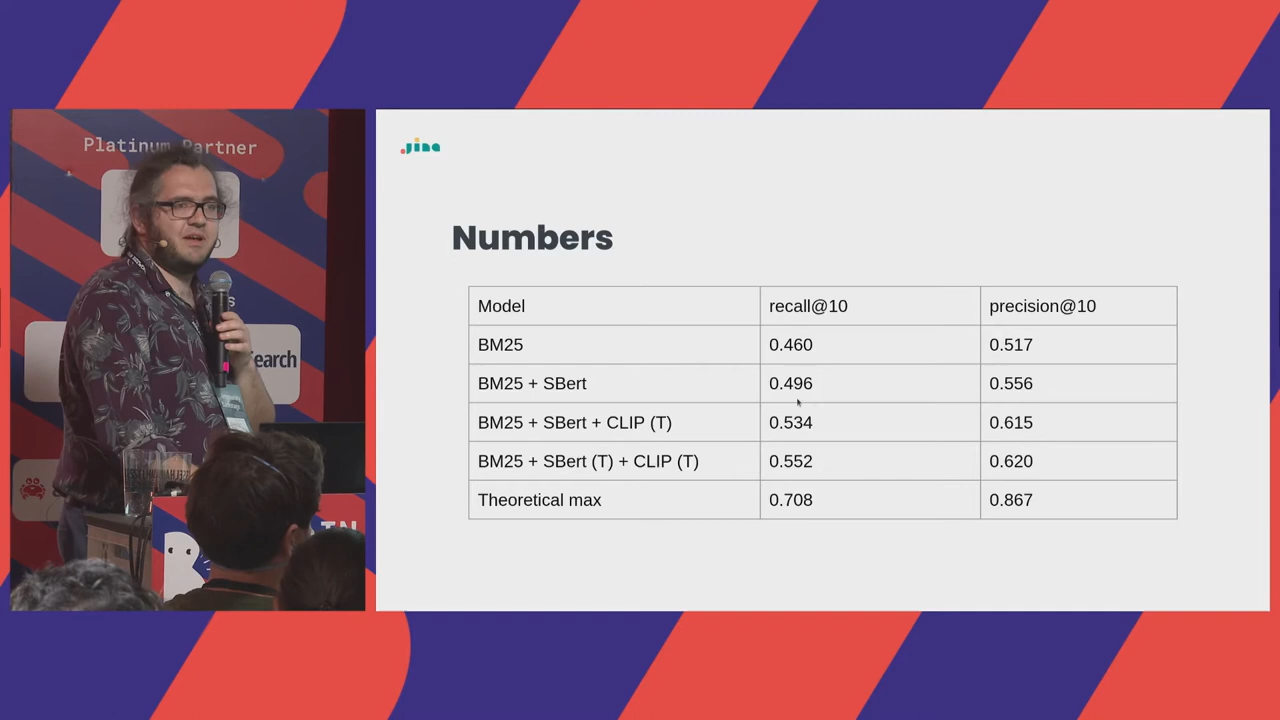 Platinum Partner
earch
Jina
Numbers
Model recall@10 precision@10
BM25 0.460 0.517
BM25 + SBert 0.496 0.556
BM25 + SBert + CLIP (T) 0.534 0.615
BM25 + SBert (T) + CLIP (T) 0.552 0.620
Theoretical max 0.708 0.867